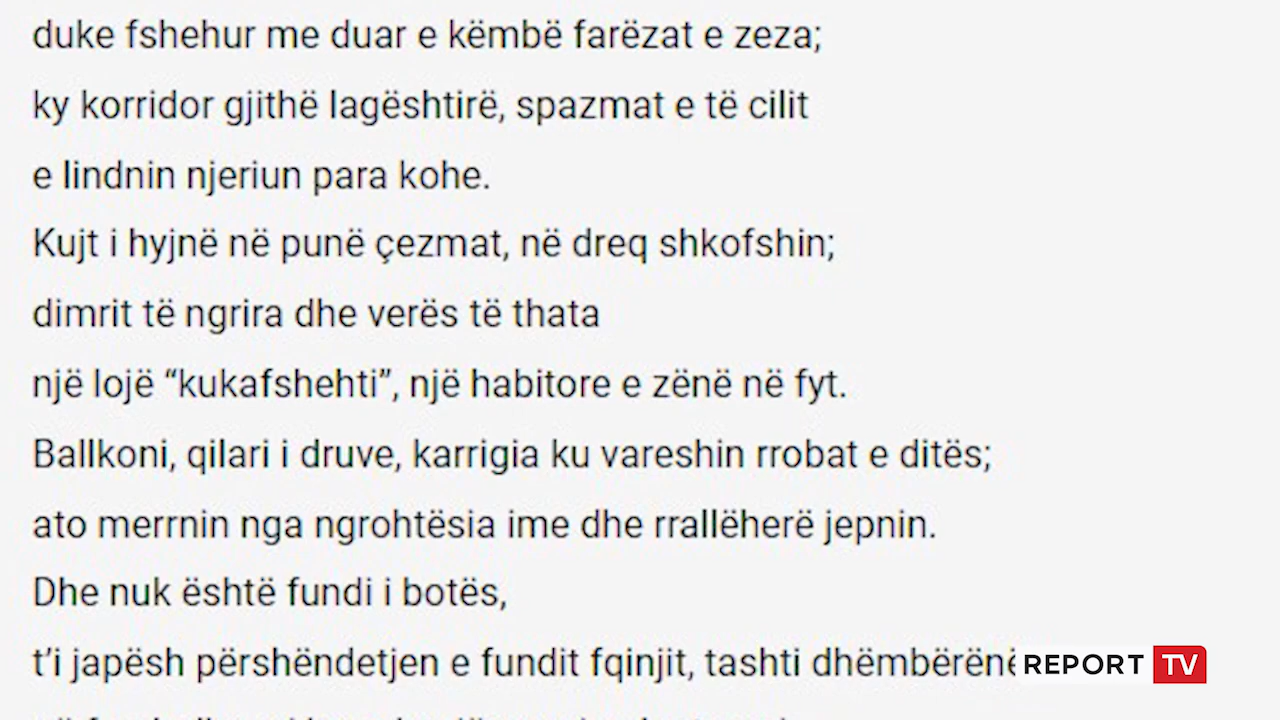 duke fshehur me duar e këmbë farëzat e zeza;
ky korridor gjithë lagështirë, spazmat e të cilit
e lindnin njeriun para kohe.
Kujt i hyjnë në punë çezmat, në dreq shkofshin;
dimrit të ngrira dhe verës të thata
një lojë “kukafshehti”, një habitore e zënë në fyt.
Ballkoni, qilari i druve, karrigia ku vareshin rrobat e ditës;
ato merrnin nga ngrohtësia ime dhe rrallëherë jepnin.
Dhe nuk është fundi i botës,
t’i japësh përshëndetjen e fundit fqinjit, tashti dhëmbërënë
REPORT TV